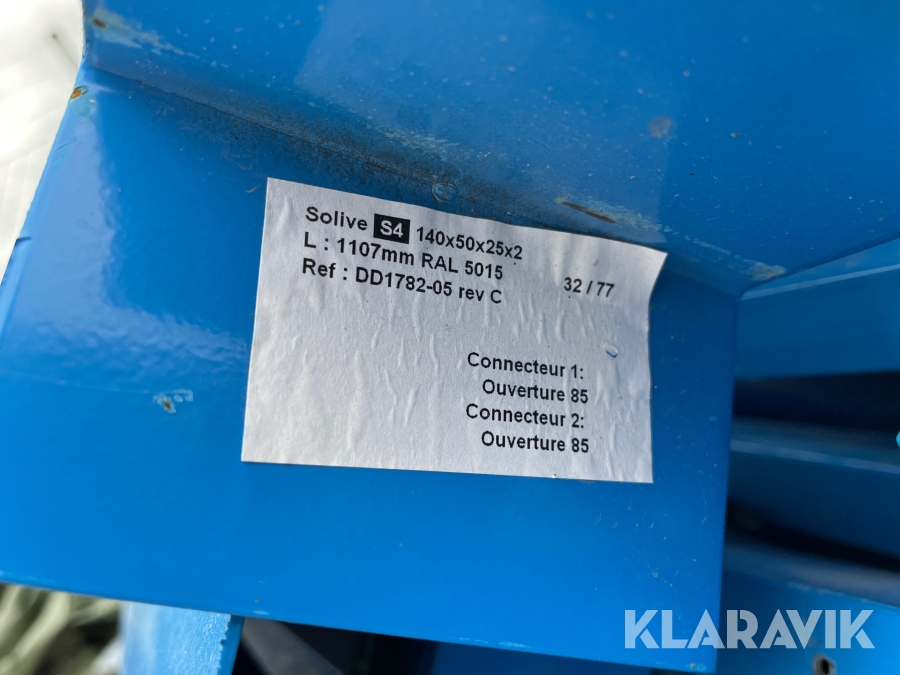 Solive S4 140x50x25x2
L : 1107mm RAL 5015
Ref : DD1782-05 rev C
32 / 77
Connecteur 1:
Ouverture 85
Connecteur 2:
Ouverture 85
KLARAVIK